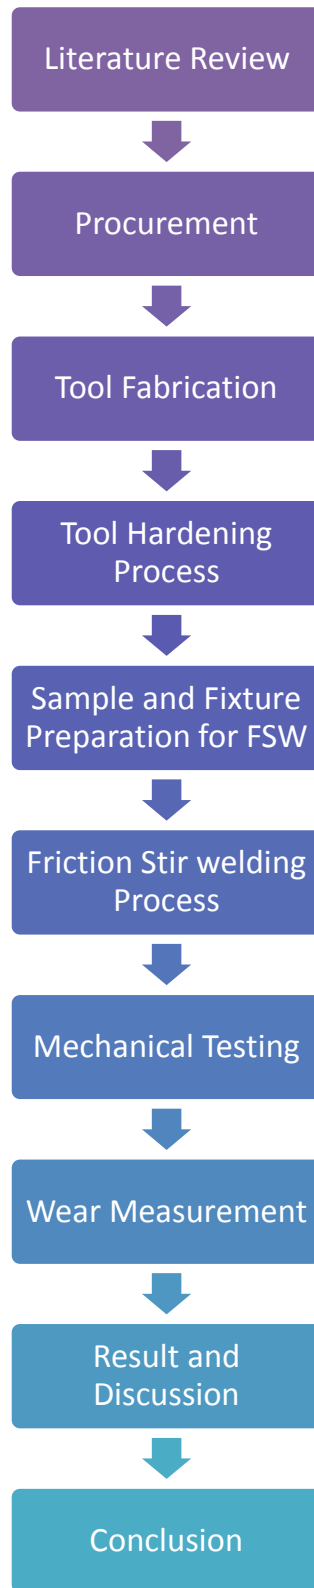 Literature Review
Procurement
Tool Fabrication
Tool Hardening
Process
Sample and Fixture
Preparation for FSW
Friction Stir welding
Process
Mechanical Testing
Wear Measurement
Result and
Discussion
Conclusion